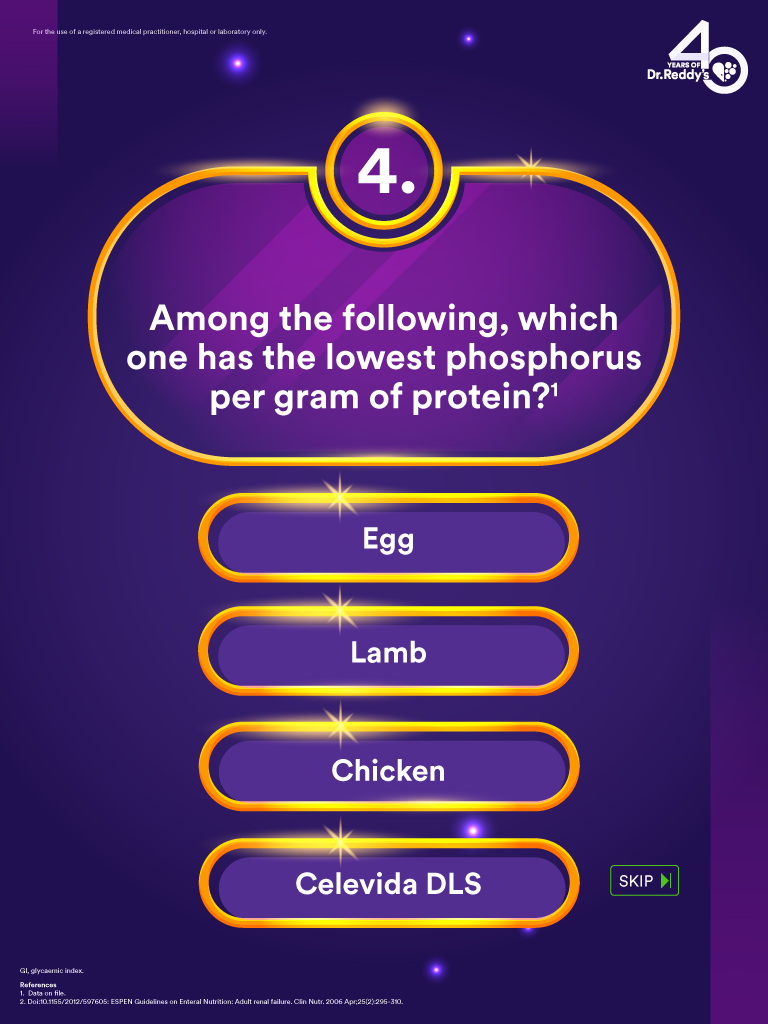 For the use of a registered medical practitioner, hospital or laboratory only.
40
YEARS OF
Dr.Reddy's
4.
Among the following, which
one has the lowest phosphorus
per gram of protein?¹
Egg
Lamb
Chicken
Celevida DLS
SKIP
GI, glycaemic index.
References
1. Data on file.
2. Doi:10.1155/2012/597605; ESPEN Guidelines on Enteral Nutrition: Adult renal failure. Clin Nutr. 2006 Apr;25(2):295-310.